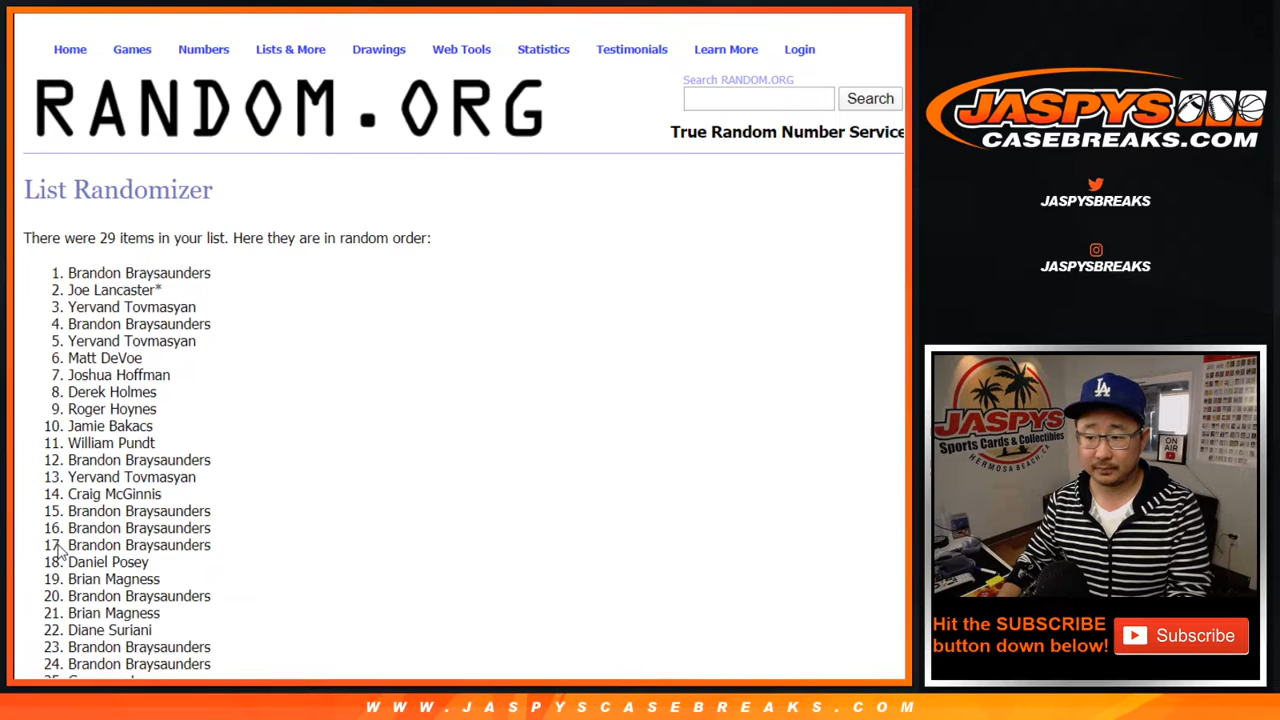 Home Games Numbers Lists & More Drawings Web Tools Statistics Testimonials Learn More Login
RANDOM.ORG
Search RANDOM.ORG
Search
True Random Number Service
List Randomizer
There were 29 items in your list. Here they are in random order:
1. Brandon Braysaunders
2. Joe Lancaster*
3. Yervand Tovmasyan
4. Brandon Braysaunders
5. Yervand Tovmasyan
6. Matt DeVoe
7. Joshua Hoffman
8. Derek Holmes
9. Roger Hoynes
10. Jamie Bakacs
11. William Pundt
12. Brandon Braysaunders
13. Yervand Tovmasyan
14. Craig McGinnis
15. Brandon Braysaunders
16. Brandon Braysaunders
17. Brandon Braysaunders
18. Daniel Posey
19. Brian Magness
20. Brandon Braysaunders
21. Brian Magness
22. Diane Suriani
23. Brandon Braysaunders
24. Brandon Braysaunders
JASPYS
CASEBREAKS.COM
JASPYSBREAKS
JASPYSBREAKS
JASPYS
Sports Cards & Collectibles
HERMOSA BEACH, CA
LA
ON AIR
Hit the SUBSCRIBE
button down below!
Subscribe
WWW.JASPYSCASEBREAKS.COM